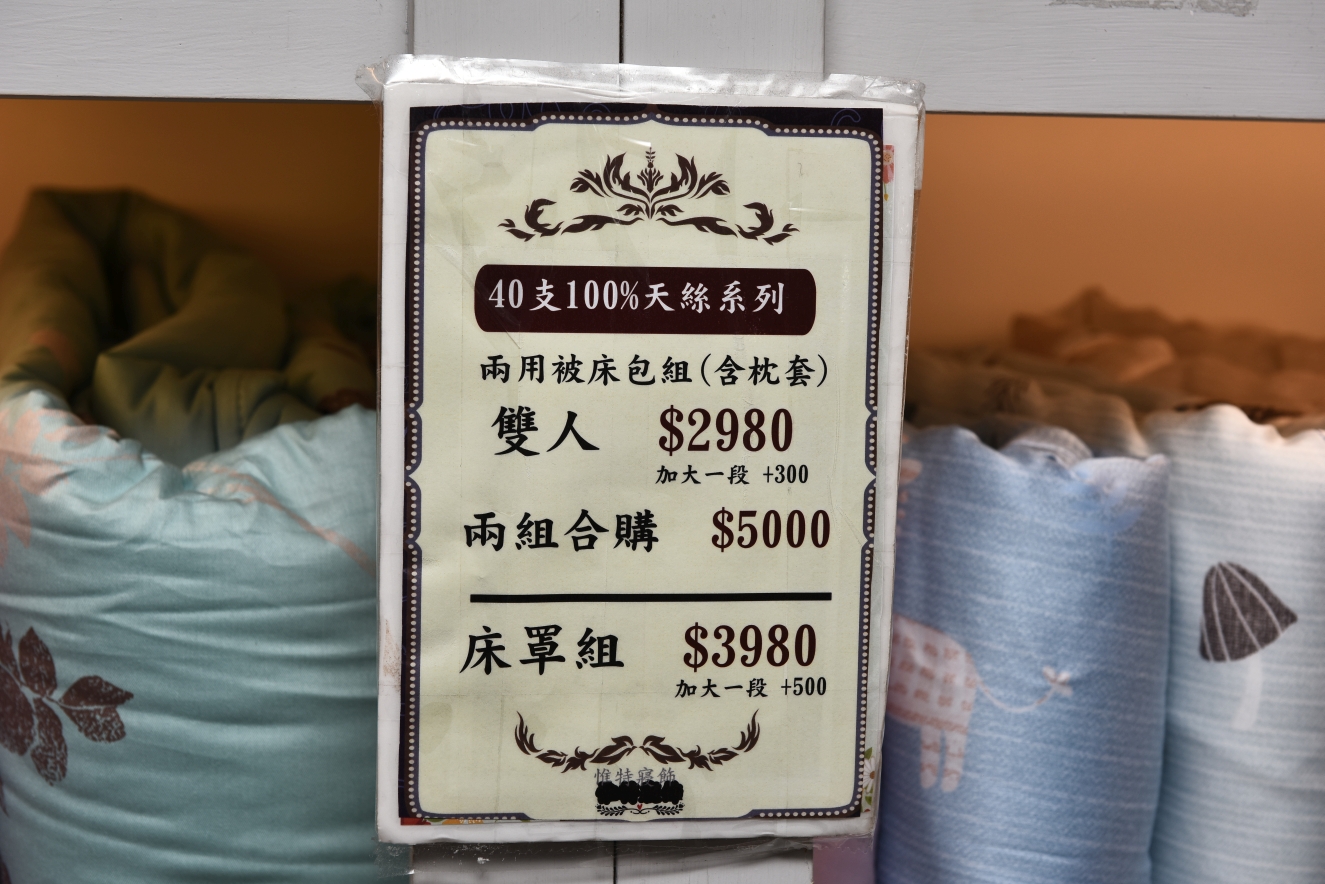 40支100%天絲系列
兩用被床包組(含枕套)
雙人 $2980
加大一段 +300
兩組合購 $5000
床罩組 $3980
加大一段 +500
惟特寢飾